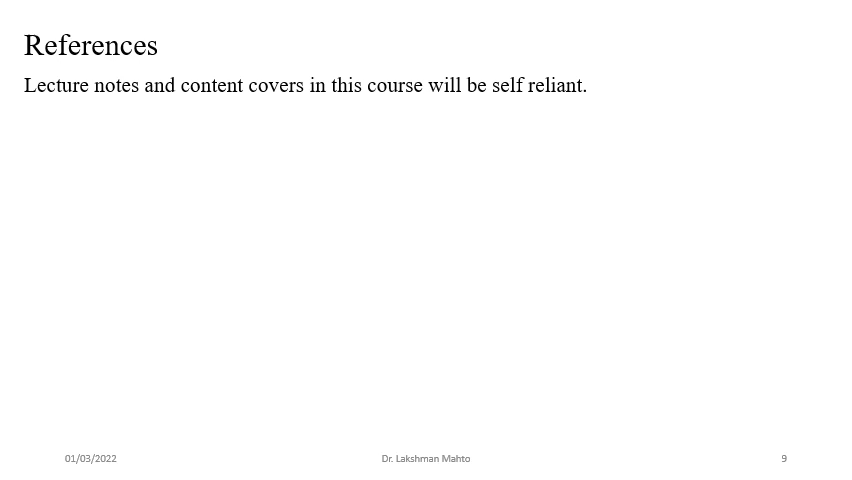 References
Lecture notes and content covers in this course will be self reliant.
01/03/2022
Dr. Lakshman Mahto
9